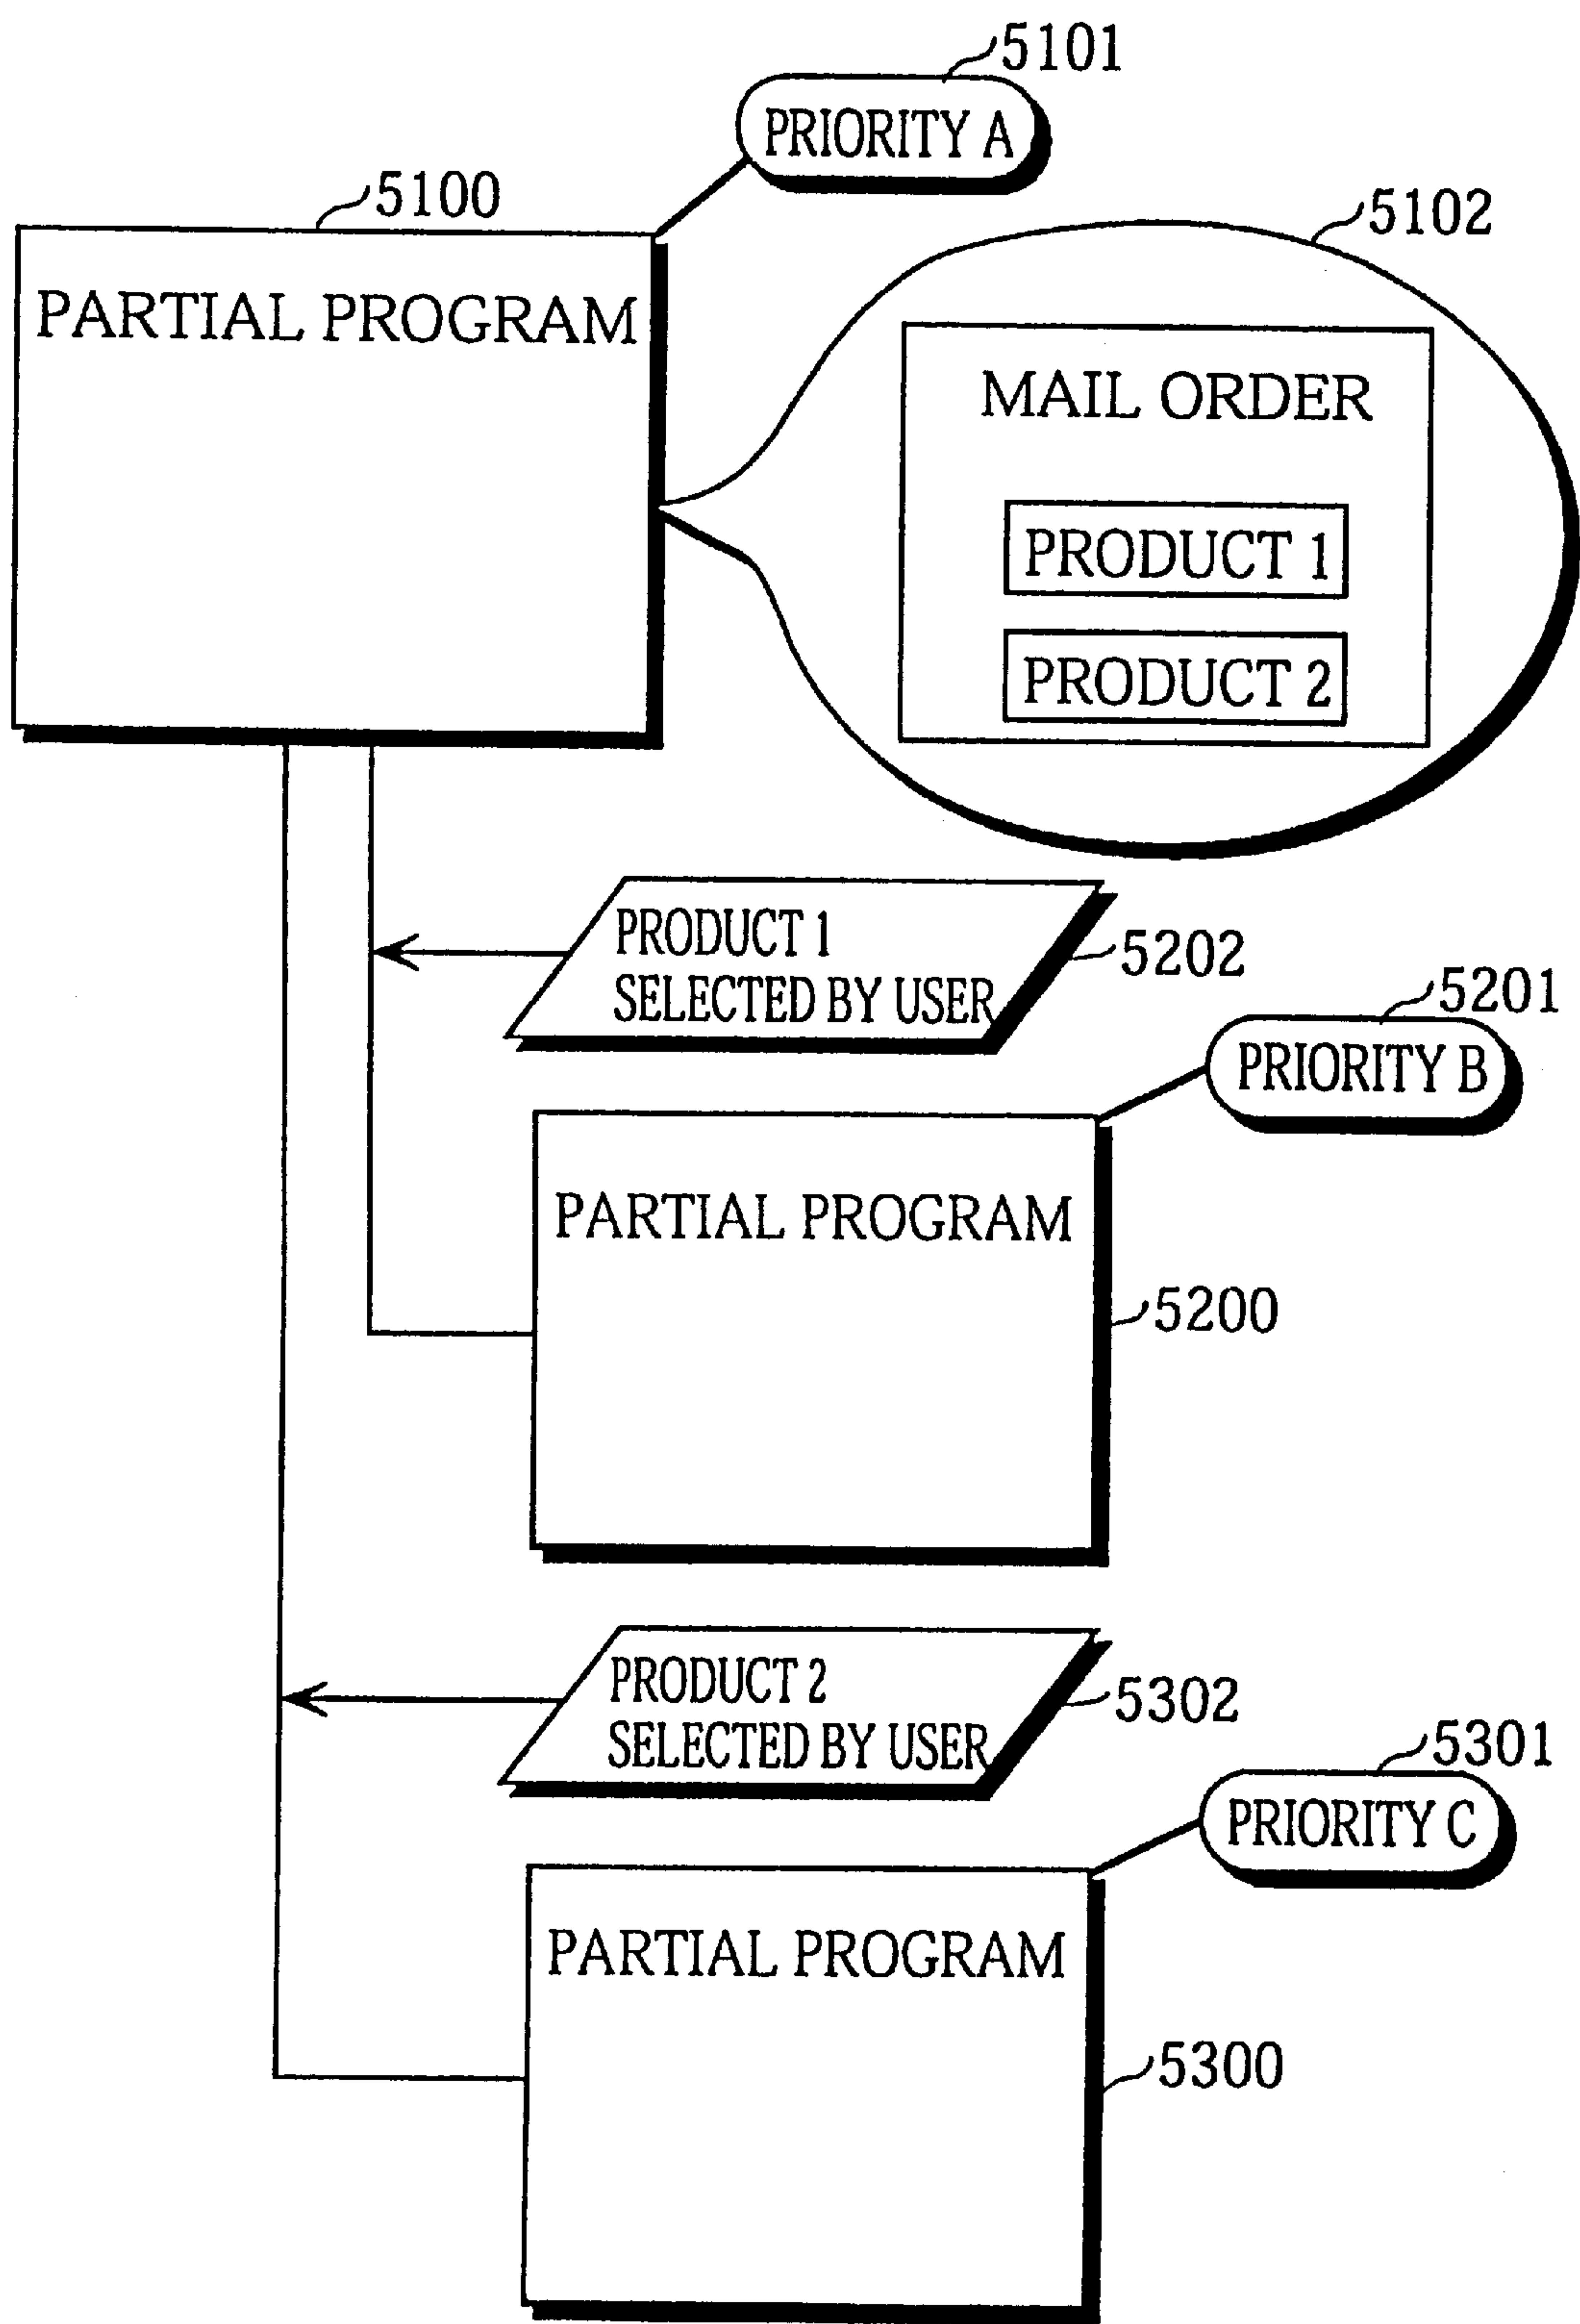 5101
PRIORITY A
5100
5102
PARTIAL PROGRAM
MAIL ORDER
PRODUCT 1
PRODUCT 2
PRODUCT 1
SELECTED BY USER
5202
5201
PRIORITY B
PARTIAL PROGRAM
5200
PRODUCT 2
SELECTED BY USER
5302
5301
PRIORITY C
PARTIAL PROGRAM
5300